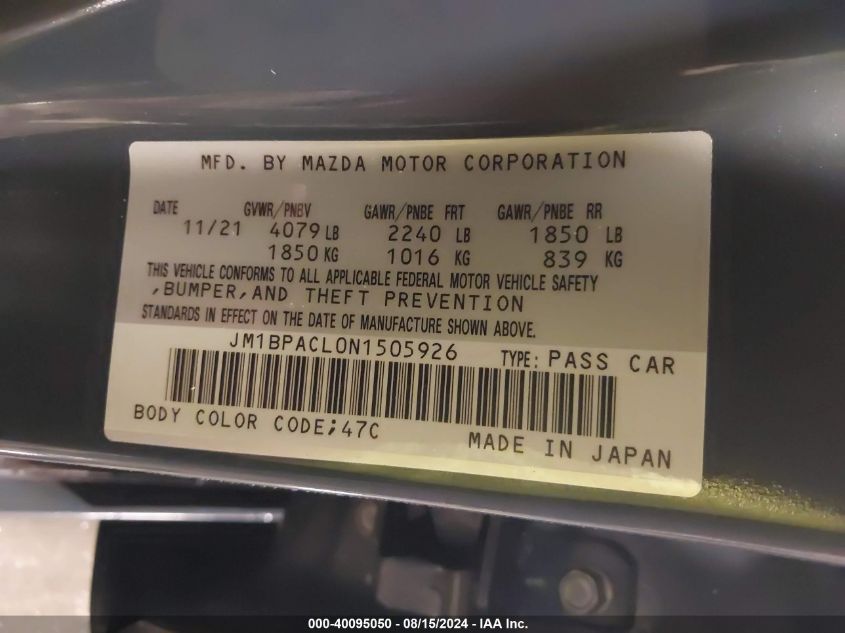 MFD. BY MAZDA MOTOR CORPORATION
DATE GVWR/PNBV GAWR/PNBE FRT GAWR/PNBE RR
11/21 4079 LB 2240 LB 1850 LB
1850 KG 1016 KG 839 KG
THIS VEHICLE CONFORMS TO ALL APPLICABLE FEDERAL MOTOR VEHICLE SAFETY
,BUMPER,AND THEFT PREVENTION
STANDARDS IN EFFECT ON THE DATE OF MANUFACTURE SHOWN ABOVE.
JM1BPACL0N1505926 TYPE: PASS CAR
BODY COLOR CODE;47C
MADE IN JAPAN
000-40095050 - 08/15/2024 - IAA Inc.